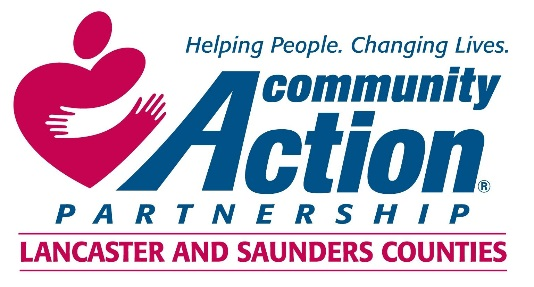 Helping People. Changing Lives.
community
Action®
PARTNERSHIP
LANCASTER AND SAUNDERS COUNTIES